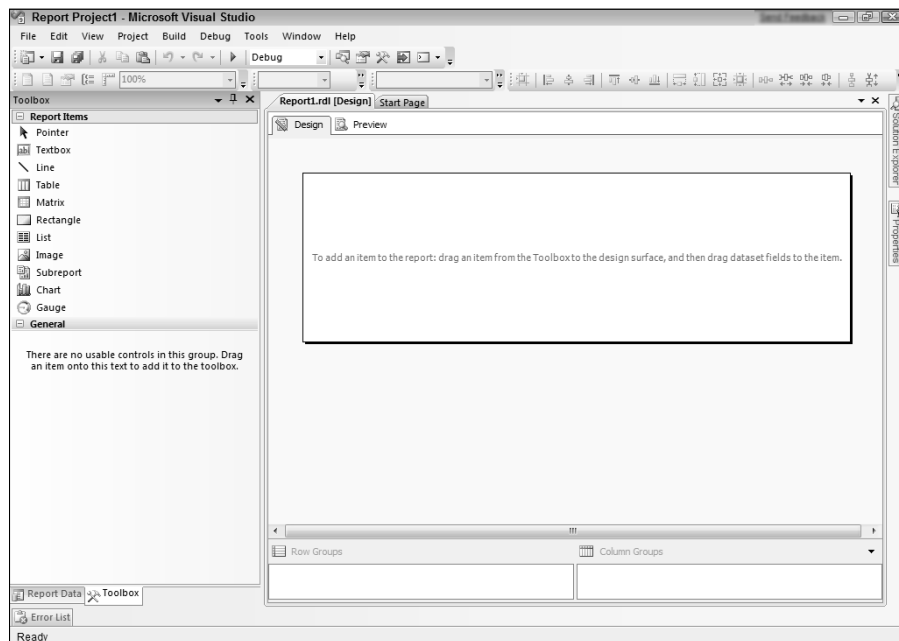 Report Project1 - Microsoft Visual Studio
File Edit View Project Build Debug Tools Window Help
Debug
100%
Toolbox
Report Items
Pointer
Textbox
Line
Table
Matrix
Rectangle
List
Image
Subreport
Chart
Gauge
General
There are no usable controls in this group. Drag
an item onto this text to add it to the toolbox.
Report1.rdl [Design] Start Page
Design Preview
To add an item to the report: drag an item from the Toolbox to the design surface, and then drag dataset fields to the item.
Row Groups Column Groups
Solution Explorer
Properties
Report Data Toolbox
Error List
Ready